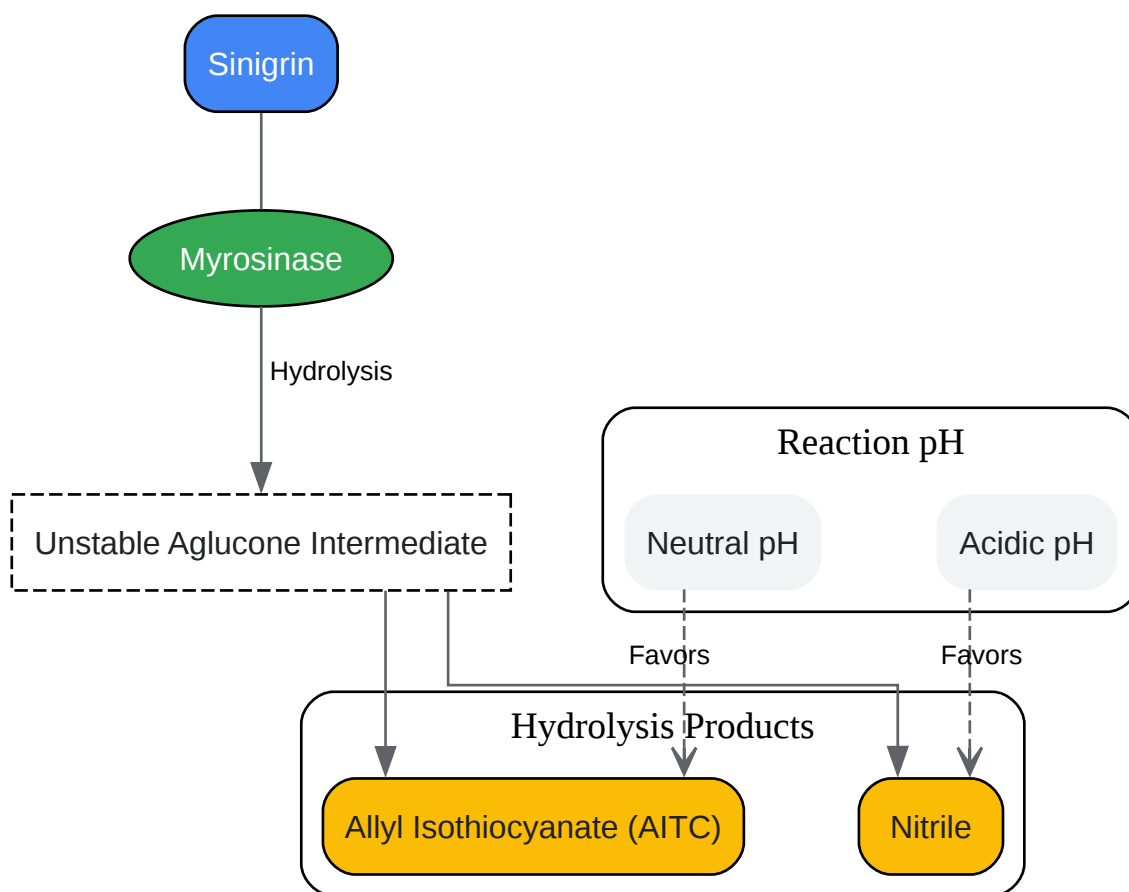 Sinigrin
Myrosinase
Hydrolysis
Reaction pH
Unstable Aglucone Intermediate
Neutral pH
Acidic pH
Favors
Favors
Hydrolysis Products
Allyl Isothiocyanate (AITC)
Nitrile